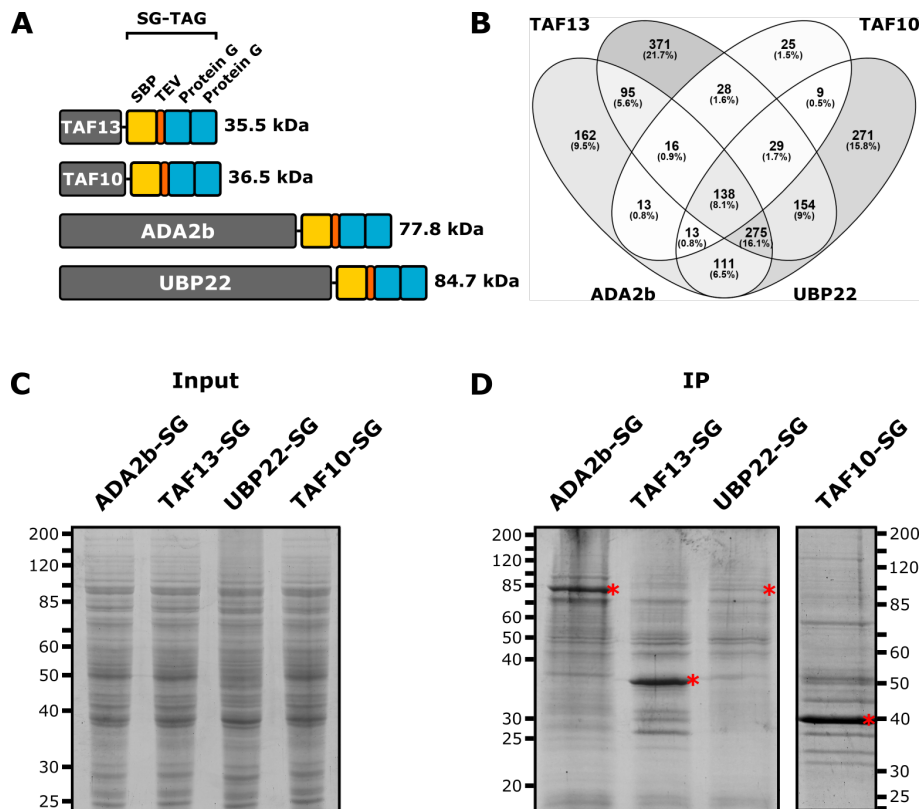 A
SG-TAG
SBP
TEV
Protein G
Protein G
TAF13
35.5 kDa
TAF10
36.5 kDa
ADA2b
77.8 kDa
UBP22
84.7 kDa
B
TAF13
TAF10
371
(21.7%)
25
(1.5%)
95
(5.6%)
28
(1.6%)
9
(0.5%)
162
(9.5%)
16
(0.9%)
29
(1.7%)
271
(15.8%)
138
(8.1%)
13
(0.8%)
154
(9%)
13
(0.8%)
275
(16.1%)
111
(6.5%)
ADA2b
UBP22
C
Input
ADA2b-SG
TAF13-SG
UBP22-SG
TAF10-SG
200
120
85
60
50
40
30
25
D
IP
ADA2b-SG
TAF13-SG
UBP22-SG
TAF10-SG
200
120
85
60
50
40
30
25
20
*
*
*
*
200
120
85
60
50
40
30
25